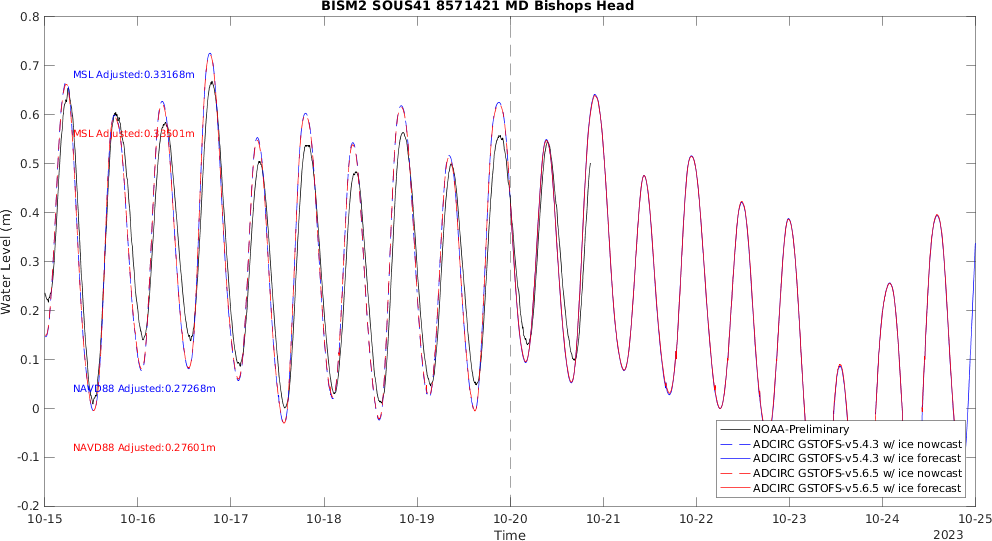 BISM2 SOUS41 8571421 MD Bishops Head
0.8
0.7
0.6
0.5
0.4
0.3
0.2
0.1
0
-0.1
-0.2
Water Level (m)
MSL Adjusted:0.33168m
MSL Adjusted:0.33501m
NAVD88 Adjusted:0.27268m
NAVD88 Adjusted:0.27601m
NOAA-Preliminary
ADCIRC GSTOFS-v5.4.3 w/ ice nowcast
ADCIRC GSTOFS-v5.4.3 w/ ice forecast
ADCIRC GSTOFS-v5.6.5 w/ ice nowcast
ADCIRC GSTOFS-v5.6.5 w/ ice forecast
10-15 10-16 10-17 10-18 10-19 10-20 10-21 10-22 10-23 10-24 10-25
Time
2023